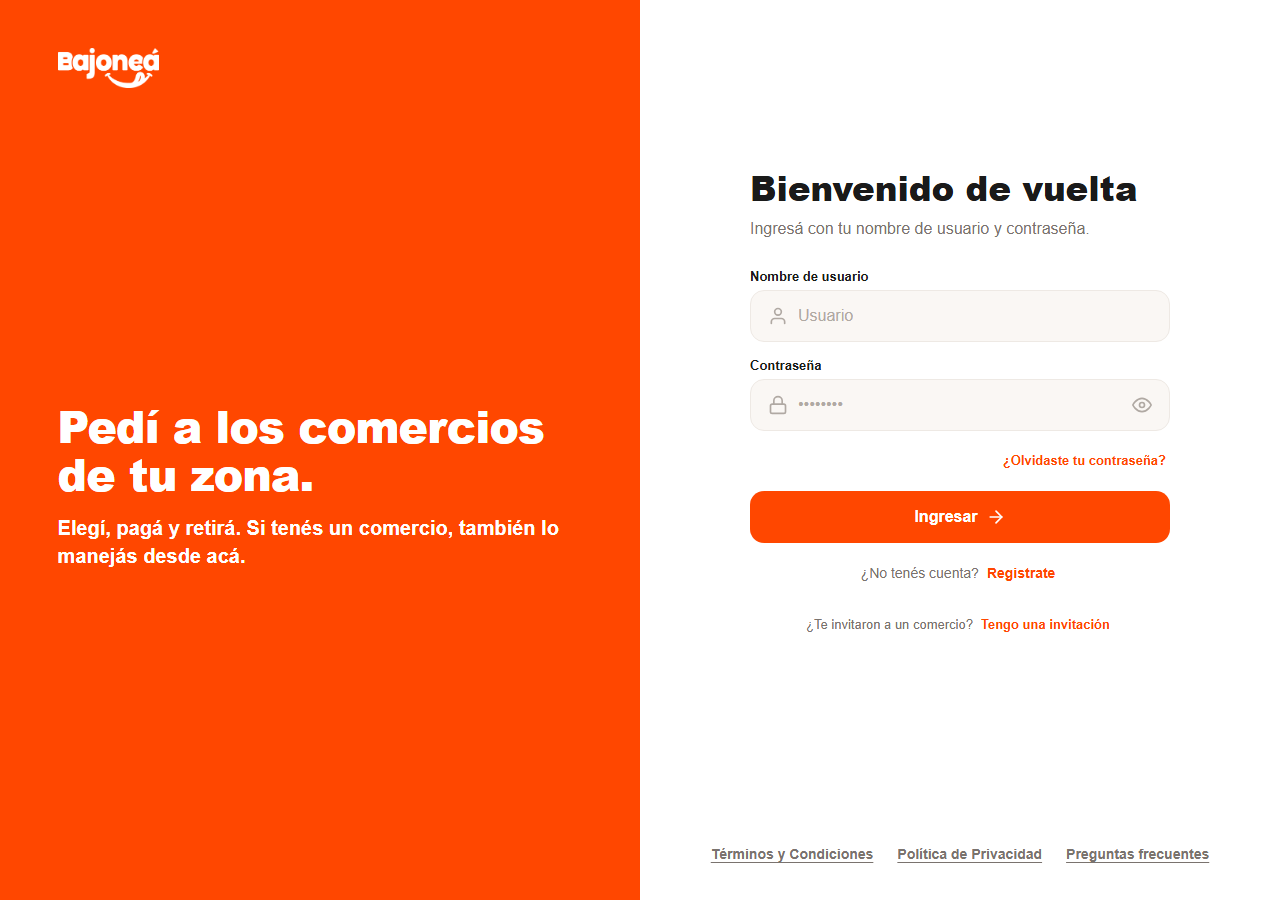 Bajoneá
Pedí a los comercios
de tu zona.
Elegí, pagá y retirá. Si tenés un comercio, también lo
manejás desde acá.
Bienvenido de vuelta
Ingresá con tu nombre de usuario y contraseña.
Nombre de usuario
Usuario
Contraseña
••••••••
¿Olvidaste tu contraseña?
Ingresar →
¿No tenés cuenta? Registrate
¿Te invitaron a un comercio? Tengo una invitación
Términos y Condiciones Política de Privacidad Preguntas frecuentes